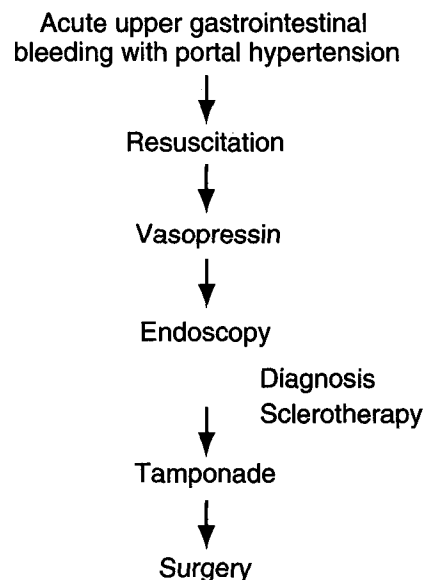 Acute upper gastrointestinal
bleeding with portal hypertension
Resuscitation
Vasopressin
Endoscopy
Diagnosis
Sclerotherapy
Tamponade
Surgery